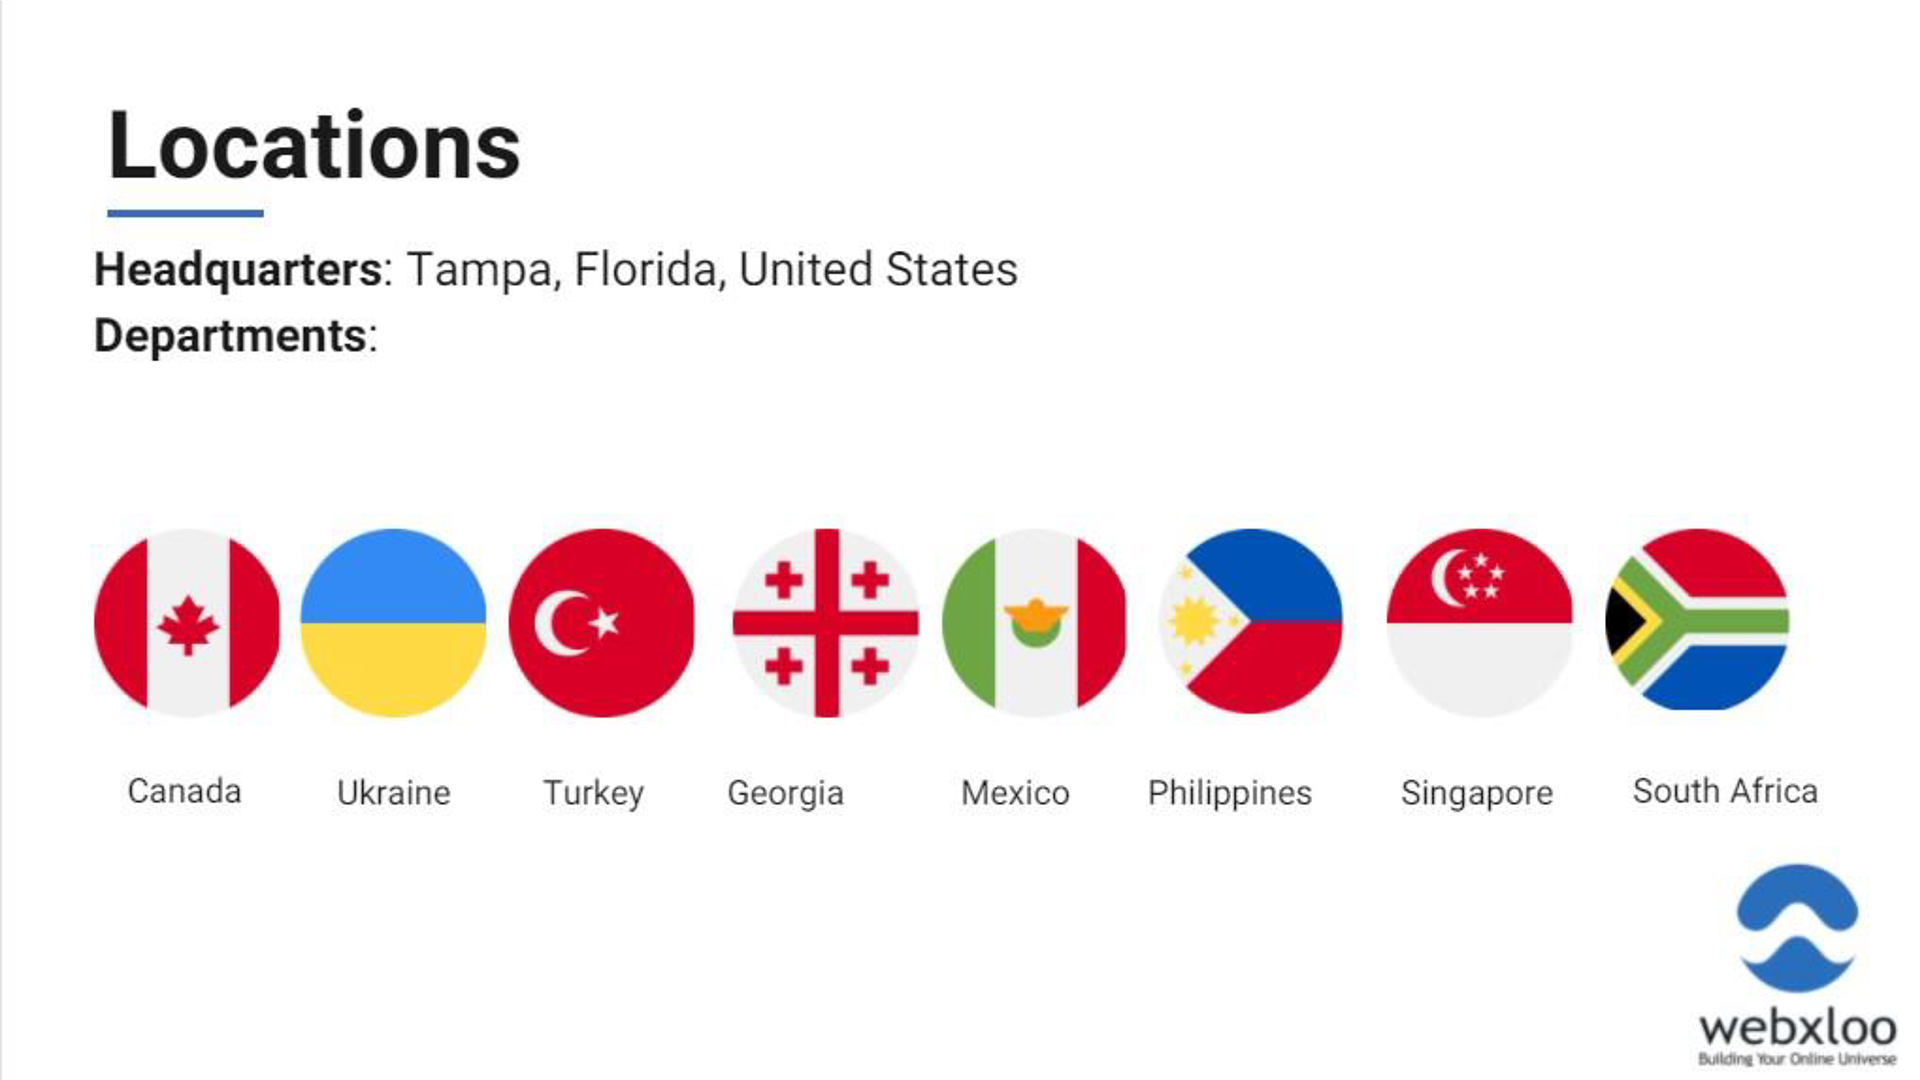 Locations
Headquarters: Tampa, Florida, United States
Departments:
Canada Ukraine Turkey Georgia Mexico Philippines Singapore South Africa
webxloo
Building Your Online Universe